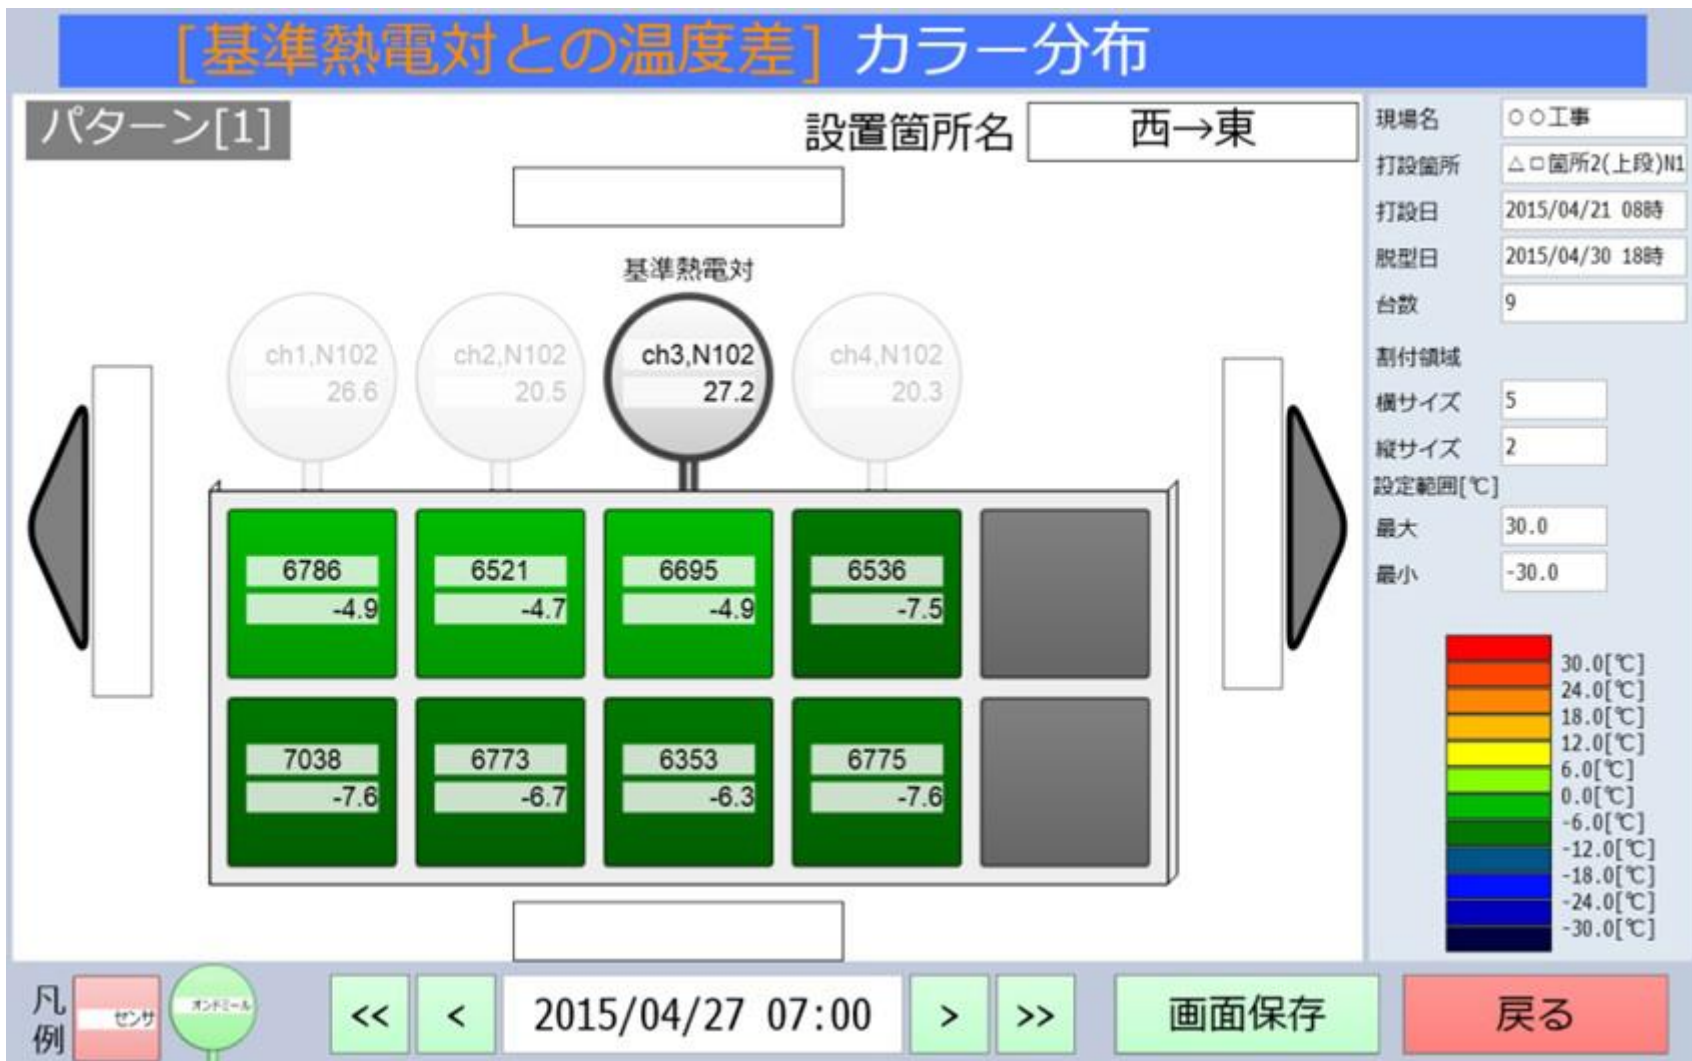 [基準熱電対との温度差] カラー分布
パターン[1]
設置箇所名 西→東
基準熱電対
ch1,N102 ch2,N102 ch3,N102 ch4,N102
26.6 20.5 27.2 20.3
6786 6521 6695 6536
-4.9 -4.7 -4.9 -7.5
7038 6773 6353 6775
-7.6 -6.7 -6.3 -7.6
現場名 ○○工事
打設箇所 △□箇所2(上段)N1
打設日 2015/04/21 08時
脱型日 2015/04/30 18時
台数 9
割付領域
横サイズ 5
縦サイズ 2
設定範囲[℃]
最大 30.0
最小 -30.0
30.0[℃]
24.0[℃]
18.0[℃]
12.0[℃]
6.0[℃]
0.0[℃]
-6.0[℃]
-12.0[℃]
-18.0[℃]
-24.0[℃]
-30.0[℃]
凡例 センサ オンドミール << < 2015/04/27 07:00 > >> 画面保存 戻る